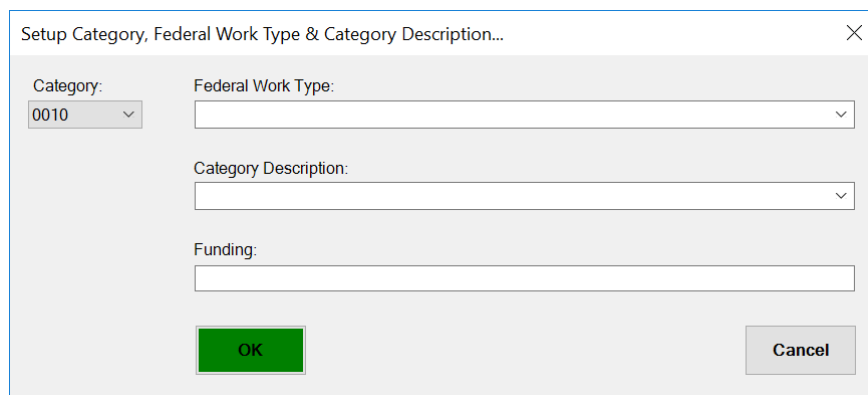 Setup Category, Federal Work Type & Category Description...
Category:
Federal Work Type:
0010
Category Description:
Funding:
OK
Cancel